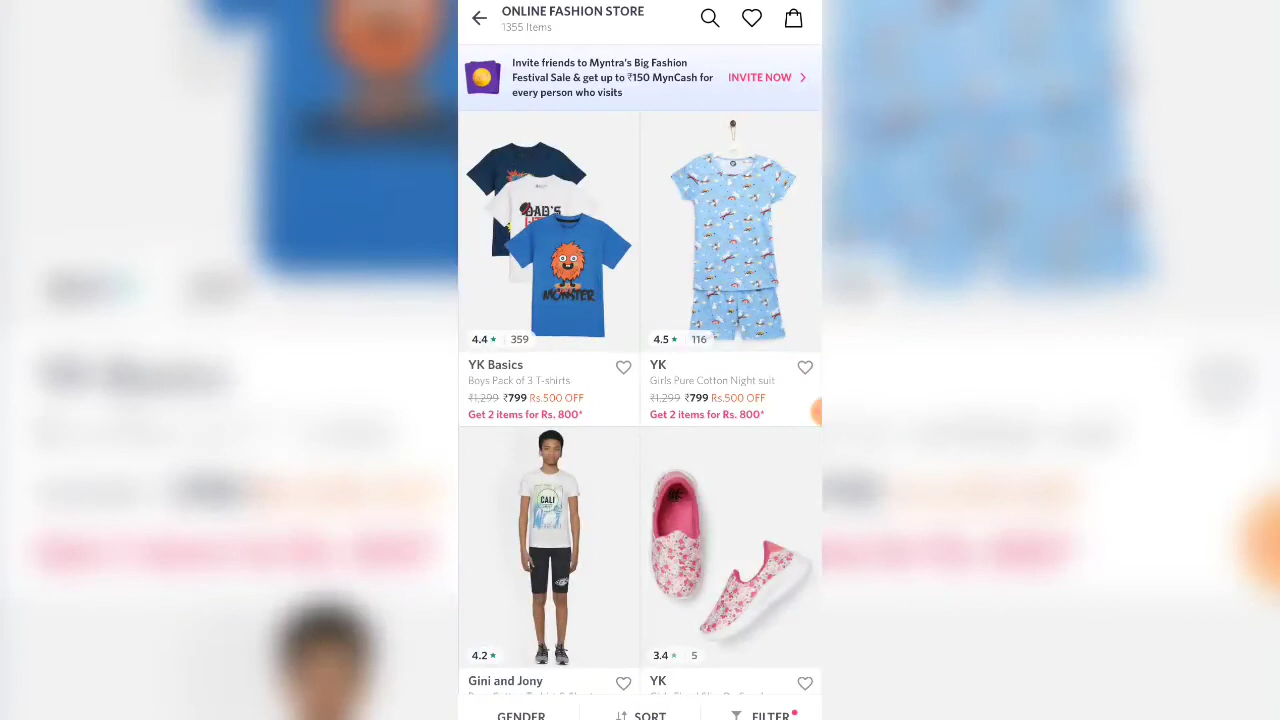 ONLINE FASHION STORE
1355 Items
Invite friends to Myntra's Big Fashion
Festival Sale & get up to ₹150 MynCash for
every person who visits
INVITE NOW
DAD'S
MONSTER
4.4 ★ | 359
4.5 ★ 116
YK Basics
Boys Pack of 3 T-shirts
₹1,299 ₹799 Rs.500 OFF
Get 2 items for Rs. 800*
YK
Girls Pure Cotton Night suit
₹1,299 ₹799 Rs.500 OFF
Get 2 items for Rs. 800*
CALI
4.2 ★
3.4 ★ | 5
Gini and Jony
YK
GENDER
SORT
FILTER